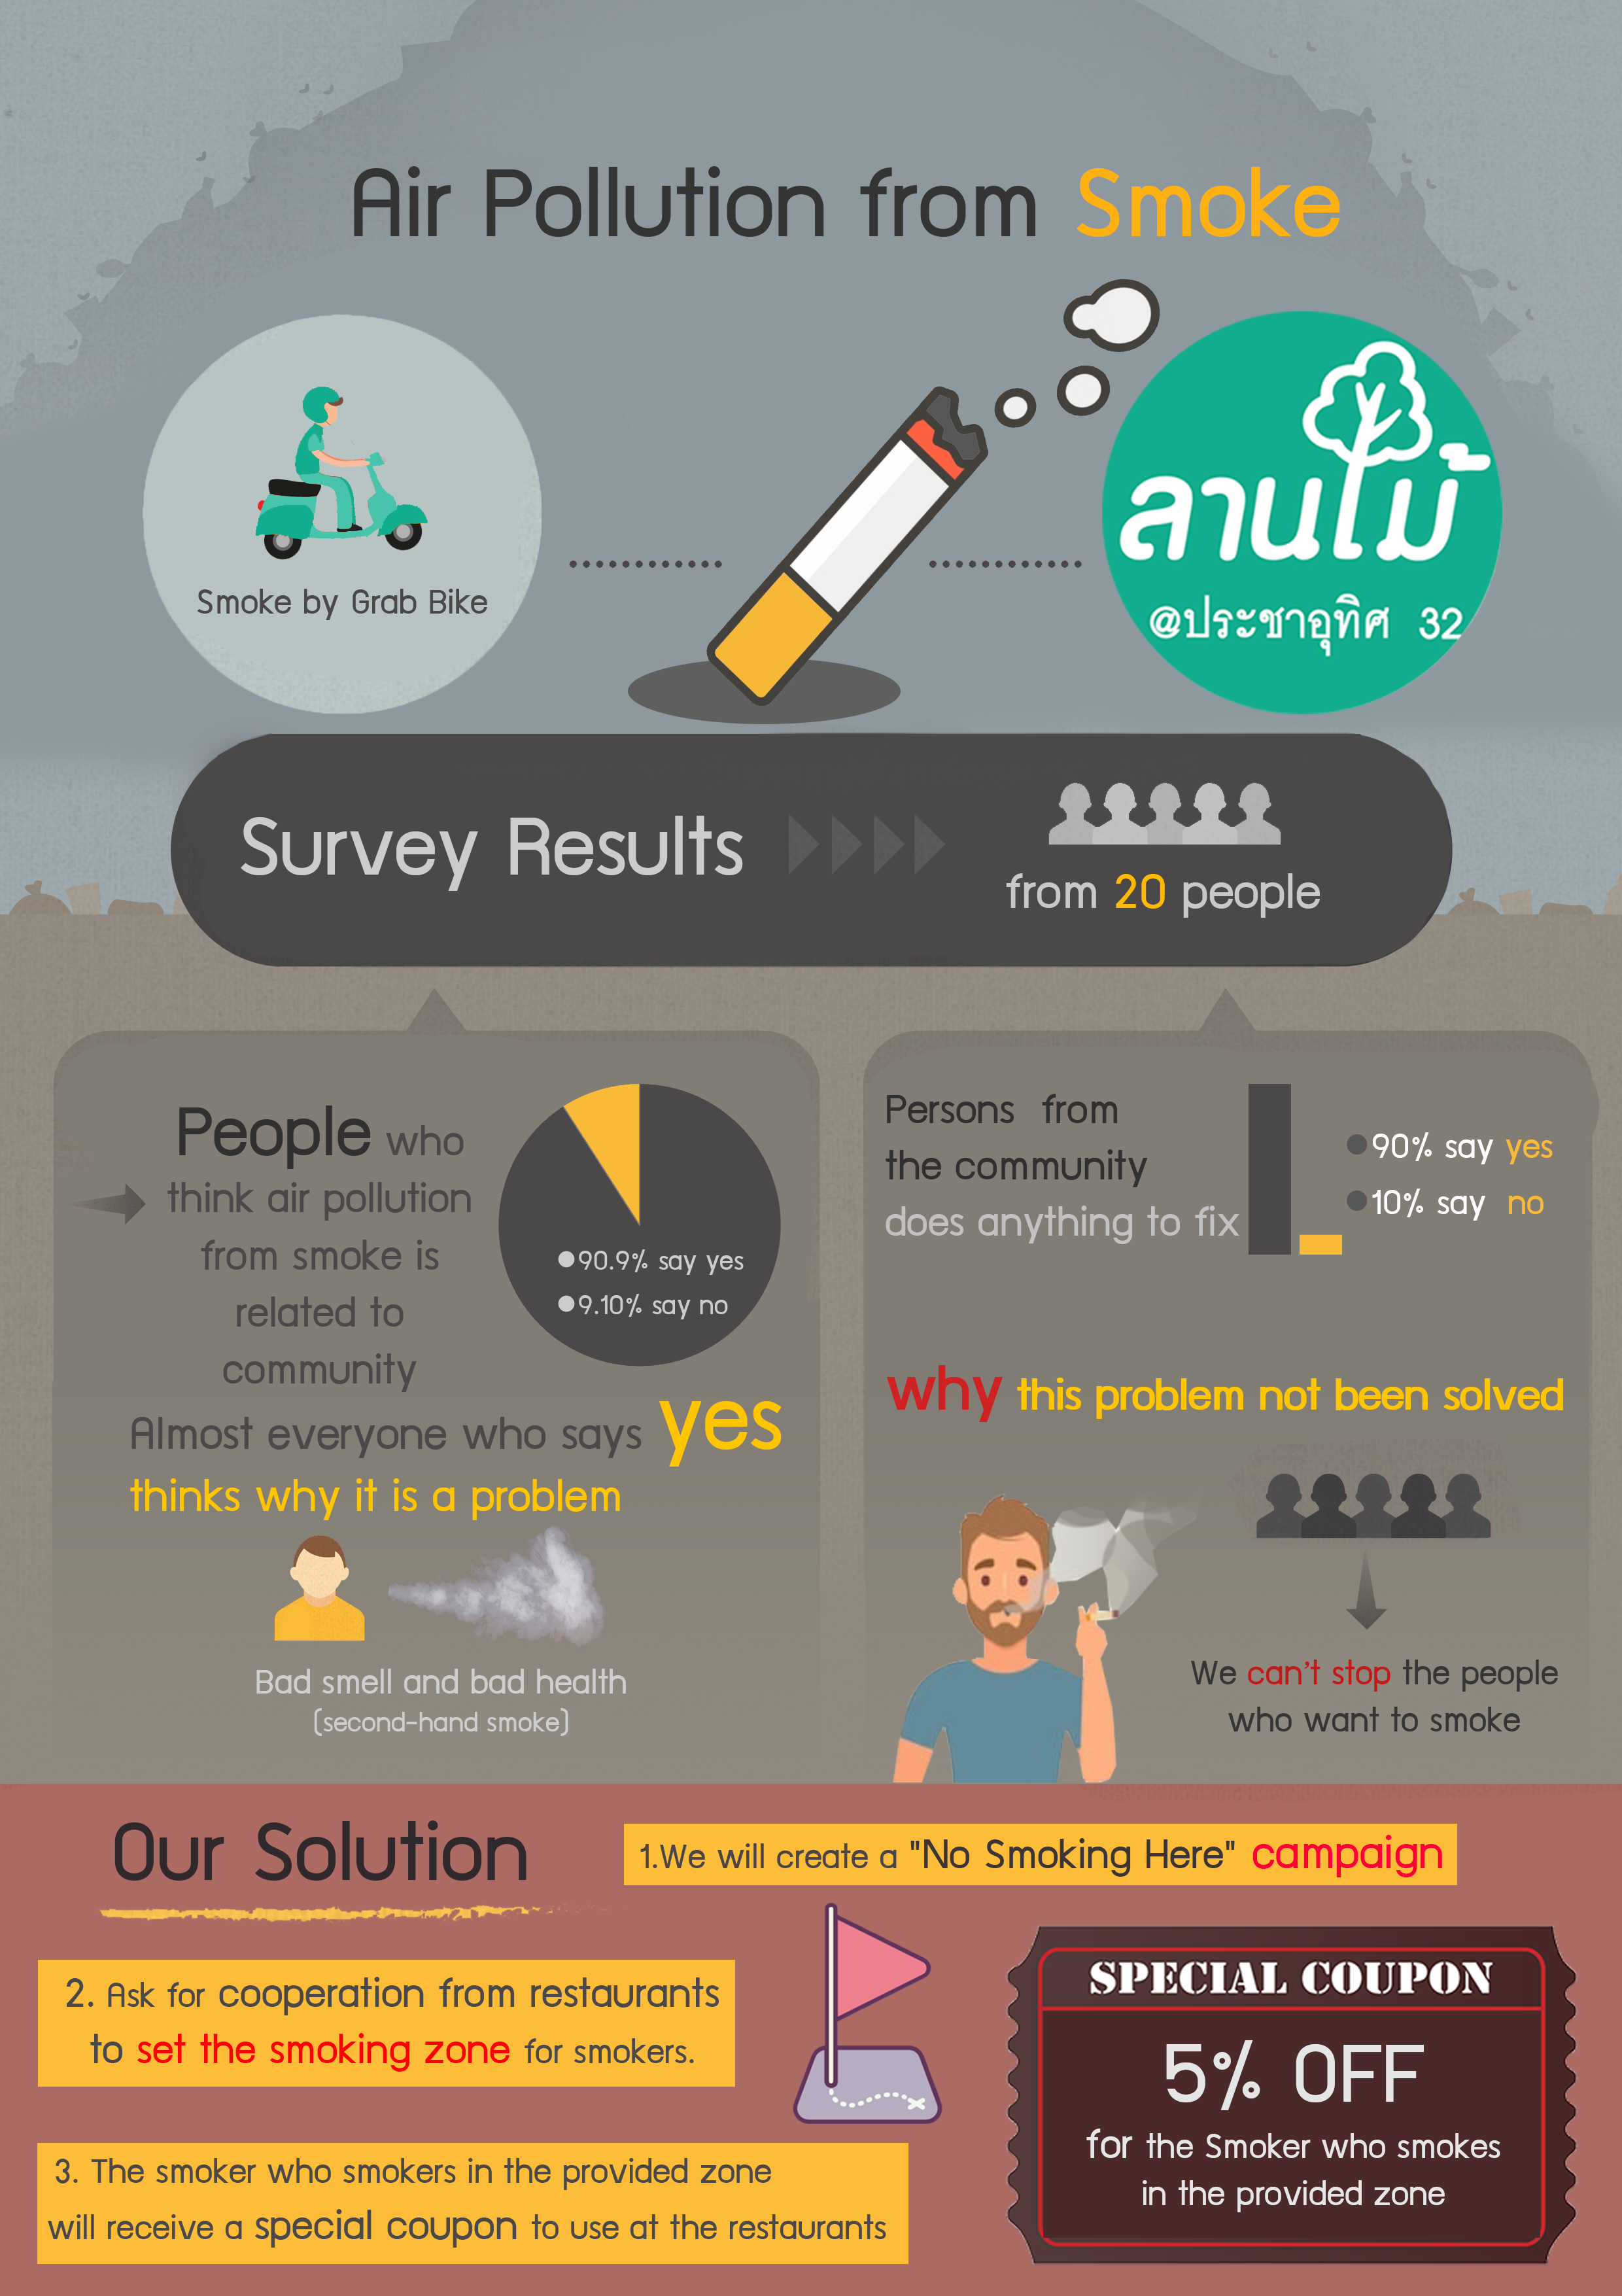 Air Pollution from Smoke
Smoke by Grab Bike
ลานไม้
@ประชาอุทิศ 32
Survey Results
from 20 people
People who
think air pollution
from smoke is
related to
community
90.9% say yes
9.10% say no
Almost everyone who says yes
thinks why it is a problem
Bad smell and bad health
(second-hand smoke)
Persons from
the community
does anything to fix
90% say yes
10% say no
why this problem not been solved
We can't stop the people
who want to smoke
Our Solution
1.We will create a "No Smoking Here" campaign
2. Ask for cooperation from restaurants
to set the smoking zone for smokers.
3. The smoker who smokers in the provided zone
will receive a special coupon to use at the restaurants
SPECIAL COUPON
5% OFF
for the Smoker who smokes
in the provided zone